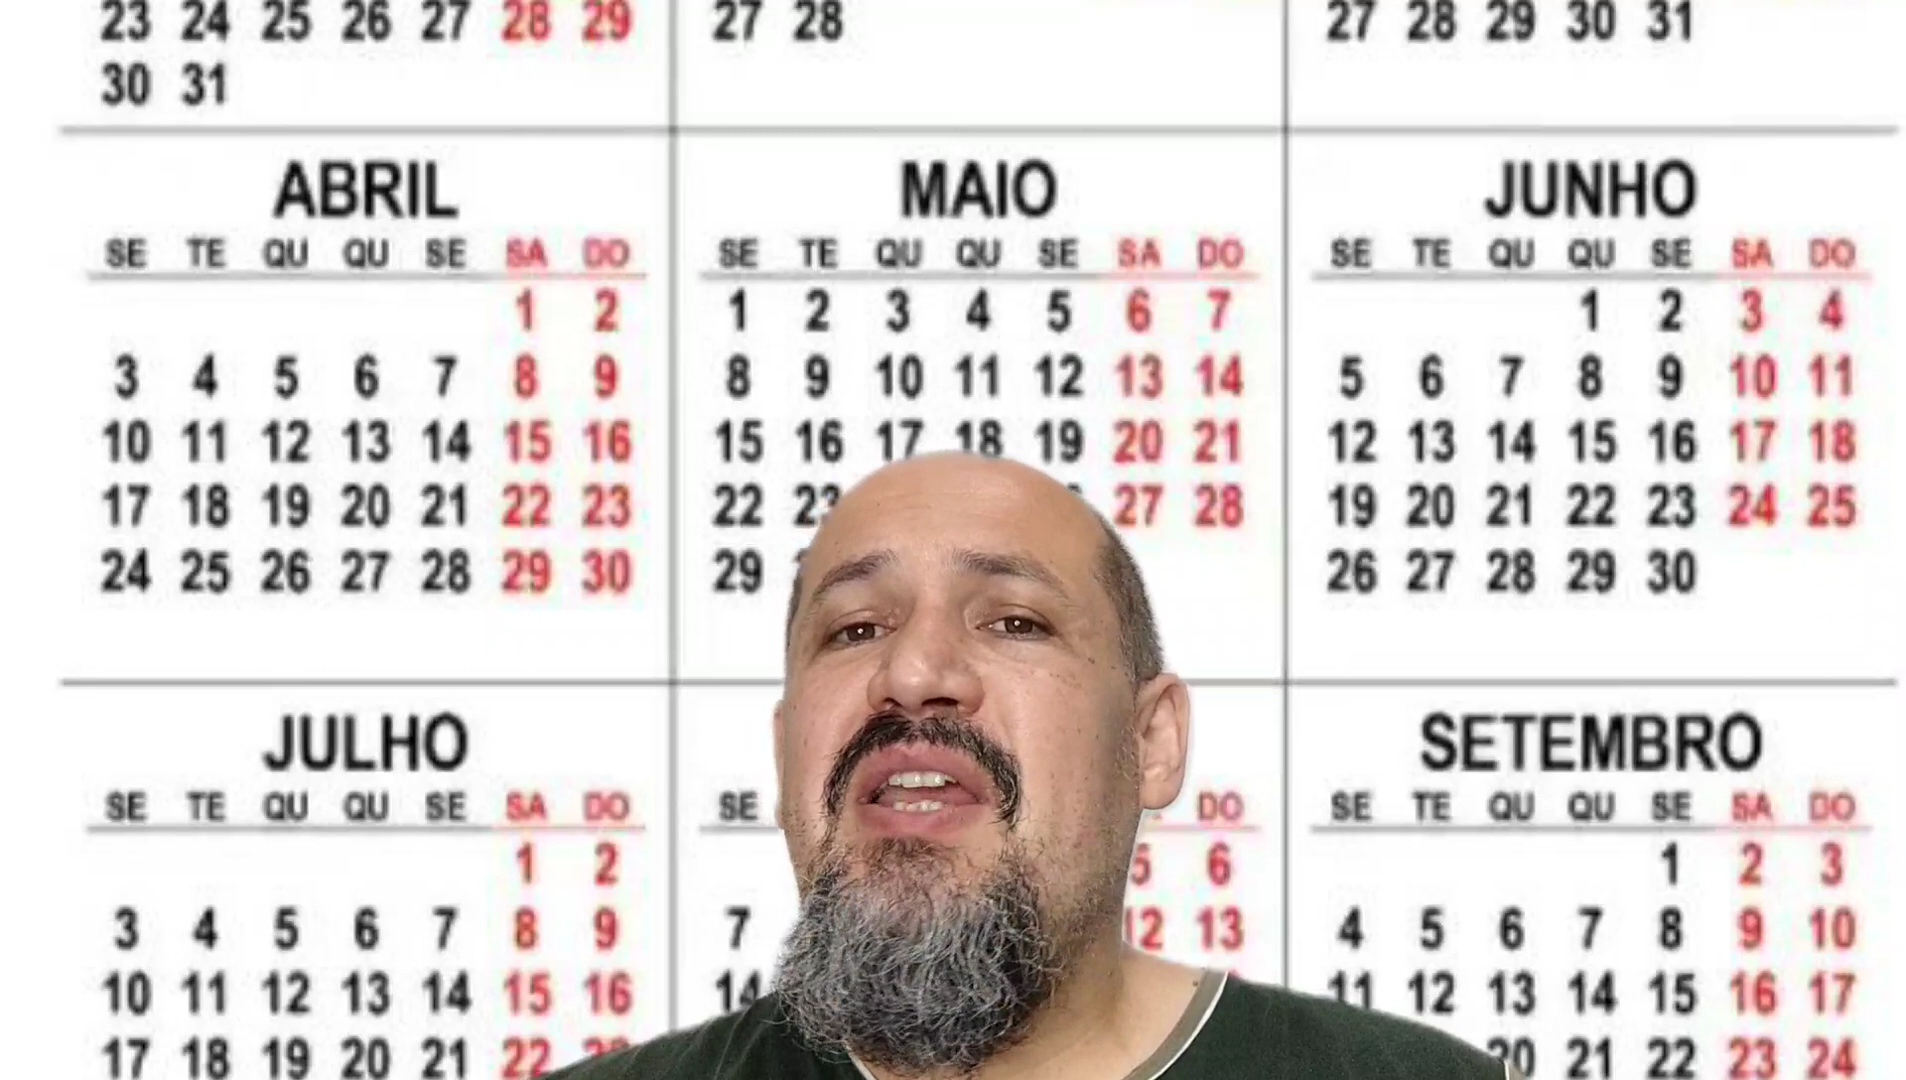 23 24 25 26 27 28 29
30 31
27 28
27 28 29 30 31
ABRIL
SE TE QU QU SE SA DO
1 2
3 4 5 6 7 8 9
10 11 12 13 14 15 16
17 18 19 20 21 22 23
24 25 26 27 28 29 30
MAIO
SE TE QU QU SE SA DO
1 2 3 4 5 6 7
8 9 10 11 12 13 14
15 16 17 18 19 20 21
22 23 27 28
29
JUNHO
SE TE QU QU SE SA DO
1 2 3 4
5 6 7 8 9 10 11
12 13 14 15 16 17 18
19 20 21 22 23 24 25
26 27 28 29 30
JULHO
SE TE QU QU SE SA DO
1 2
3 4 5 6 7 8 9
10 11 12 13 14 15 16
17 18 19 20 21 22
SE DO
5 6
7 12 13
14
SETEMBRO
SE TE QU QU SE SA DO
1 2 3
4 5 6 7 8 9 10
11 12 13 14 15 16 17
20 21 22 23 24